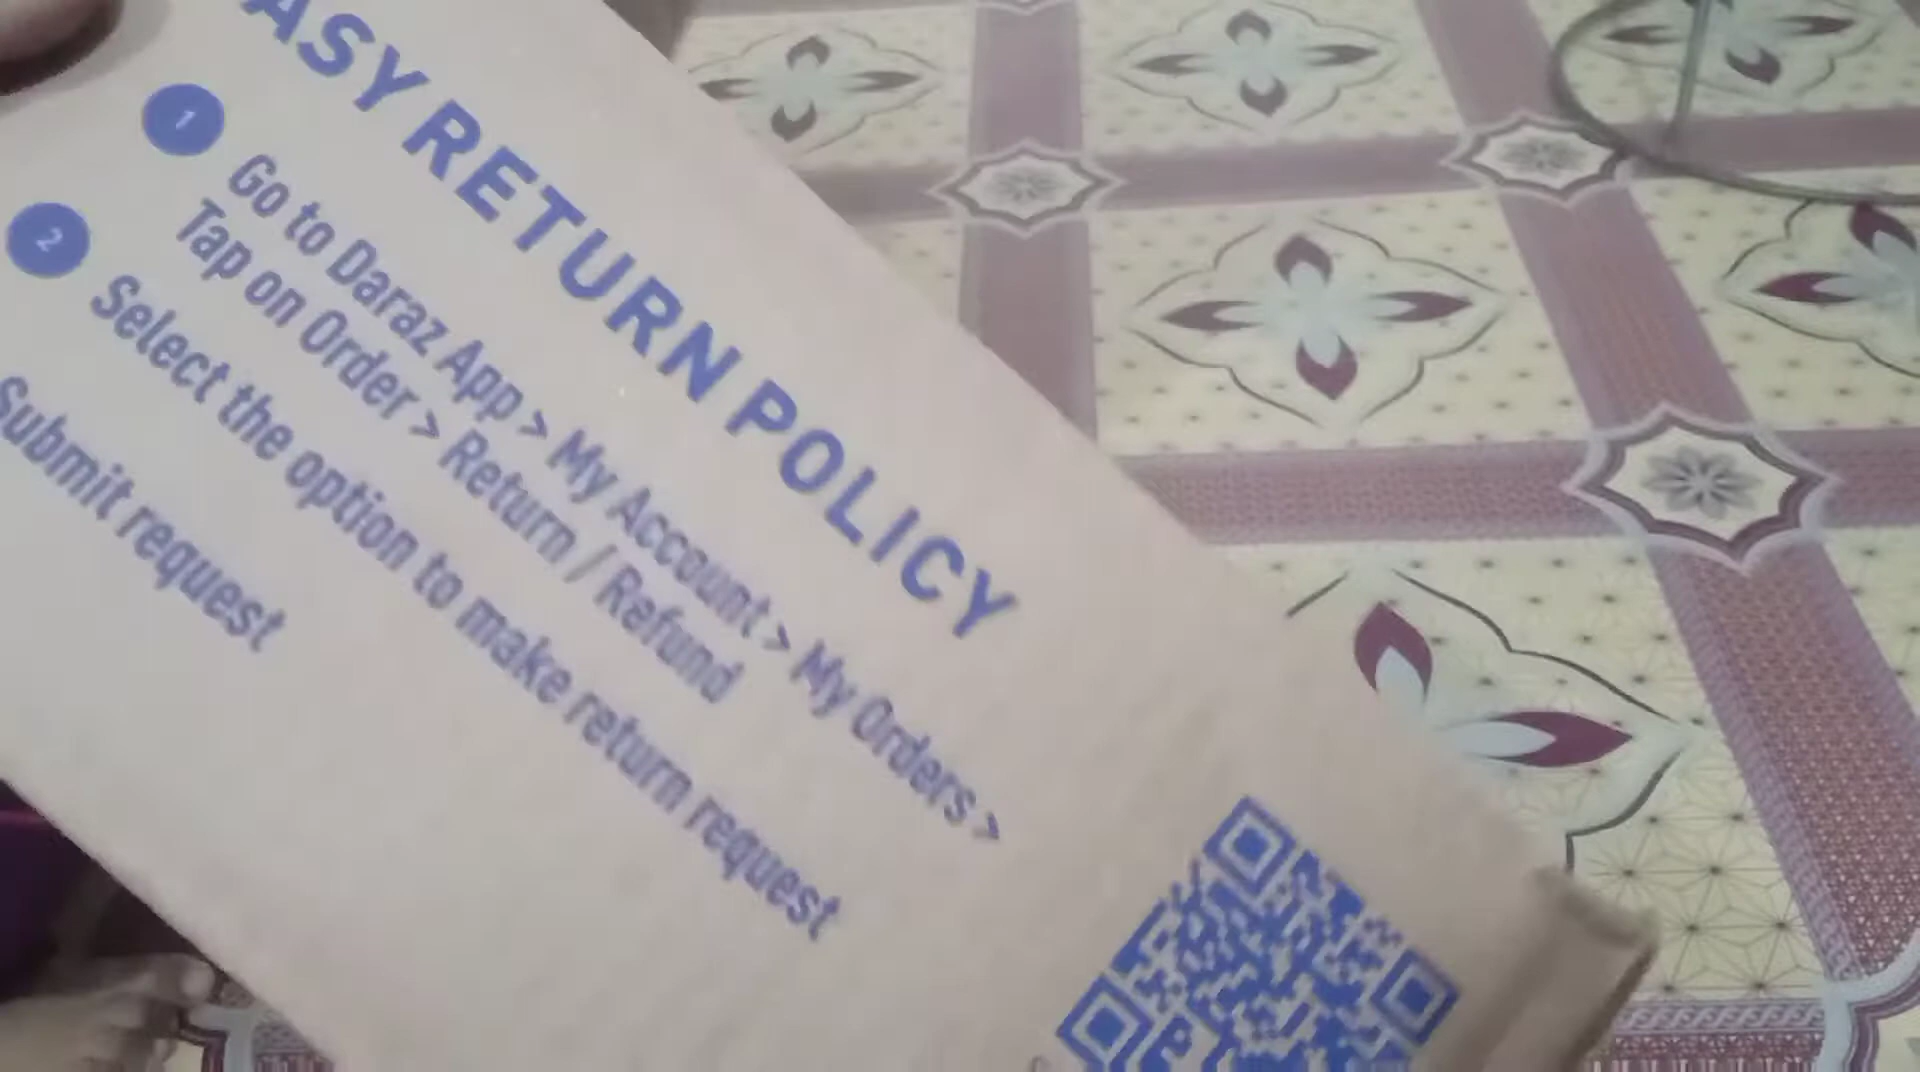 ASY RETURN POLICY
1
Go to Daraz App > My Account > My Orders >
Tap on Order > Return / Refund
2
Select the option to make return request
Submit request